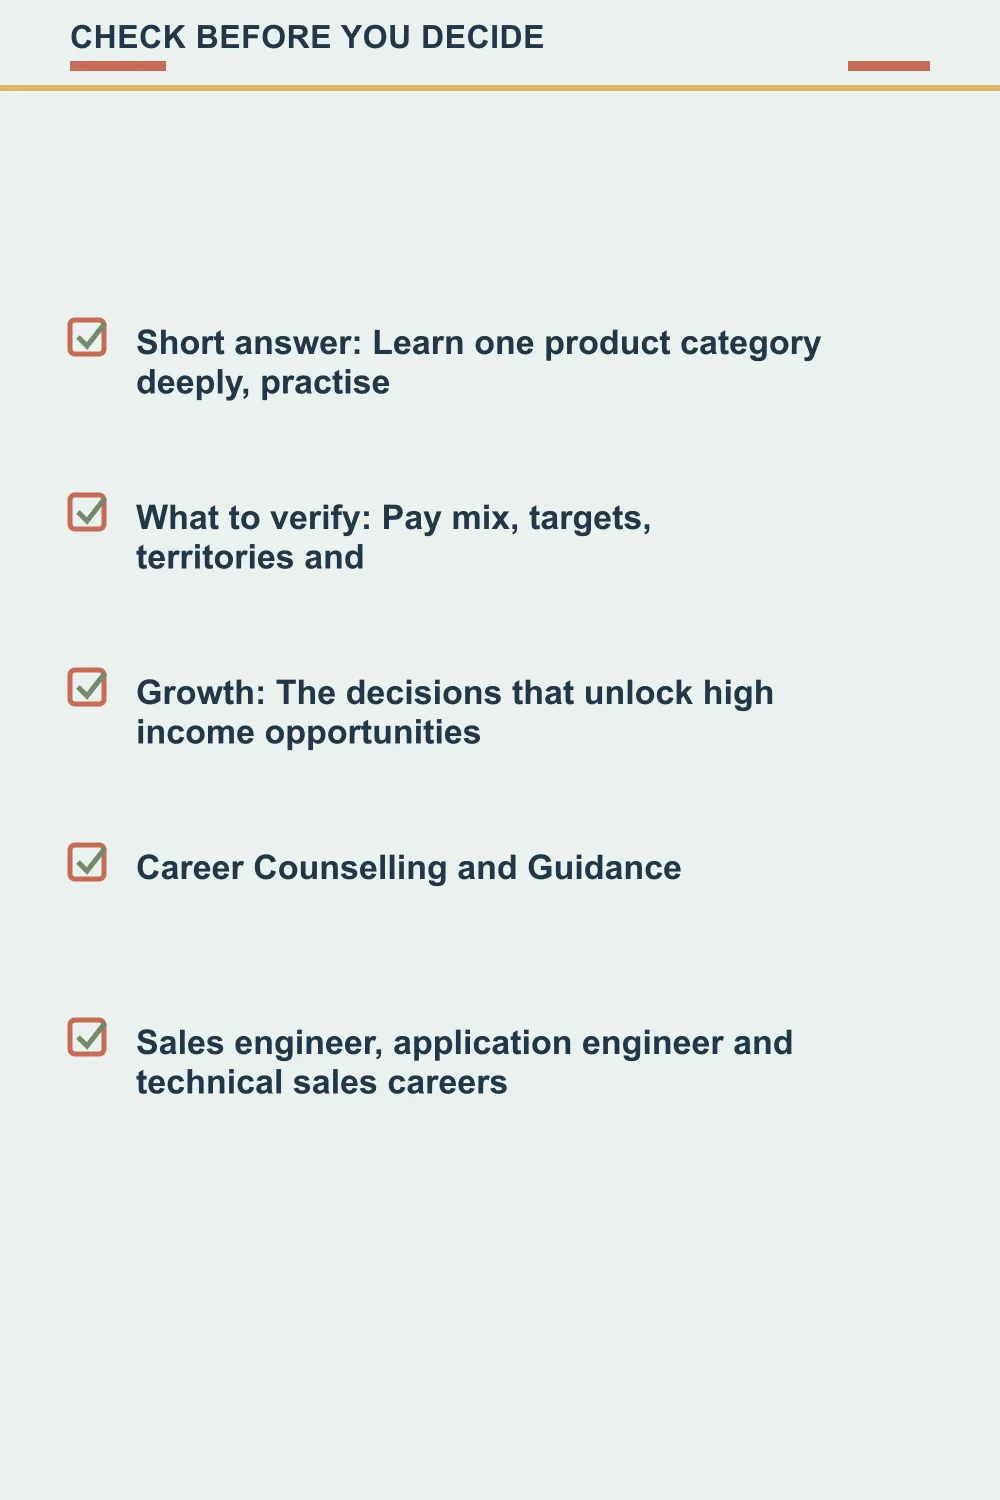 CHECK BEFORE YOU DECIDE
Short answer: Learn one product category
deeply, practise
What to verify: Pay mix, targets,
territories and
Growth: The decisions that unlock high
income opportunities
Career Counselling and Guidance
Sales engineer, application engineer and
technical sales careers